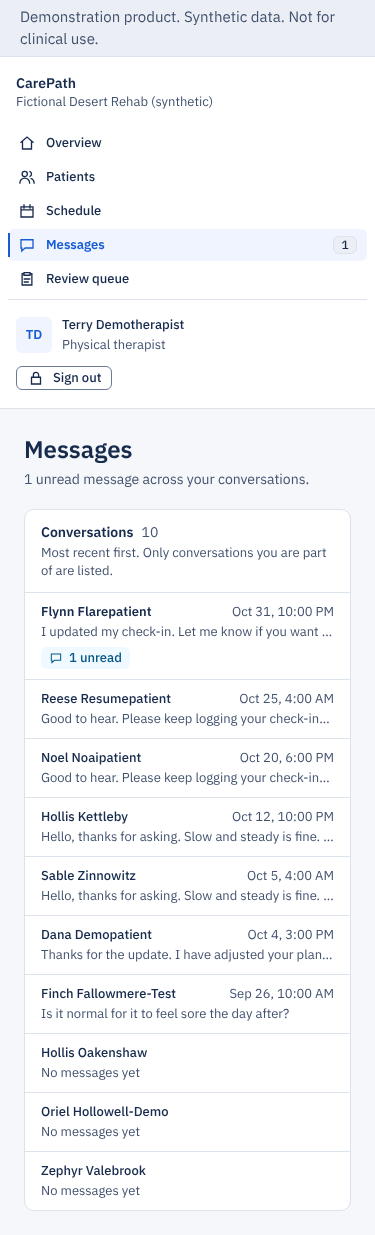 Demonstration product. Synthetic data. Not for
clinical use.
CarePath
Fictional Desert Rehab (synthetic)
Overview
Patients
Schedule
Messages 1
Review queue
TD
Terry Demotherapist
Physical therapist
Sign out
Messages
1 unread message across your conversations.
Conversations 10
Most recent first. Only conversations you are part
of are listed.
Flynn Flarepatient Oct 31, 10:00 PM
I updated my check-in. Let me know if you want ...
1 unread
Reese Resumepatient Oct 25, 4:00 AM
Good to hear. Please keep logging your check-in...
Noel Noaipatient Oct 20, 6:00 PM
Good to hear. Please keep logging your check-in...
Hollis Kettleby Oct 12, 10:00 PM
Hello, thanks for asking. Slow and steady is fine. ...
Sable Zinnowitz Oct 5, 4:00 AM
Hello, thanks for asking. Slow and steady is fine. ...
Dana Demopatient Oct 4, 3:00 PM
Thanks for the update. I have adjusted your plan...
Finch Fallowmere-Test Sep 26, 10:00 AM
Is it normal for it to feel sore the day after?
Hollis Oakenshaw
No messages yet
Oriel Hollowell-Demo
No messages yet
Zephyr Valebrook
No messages yet